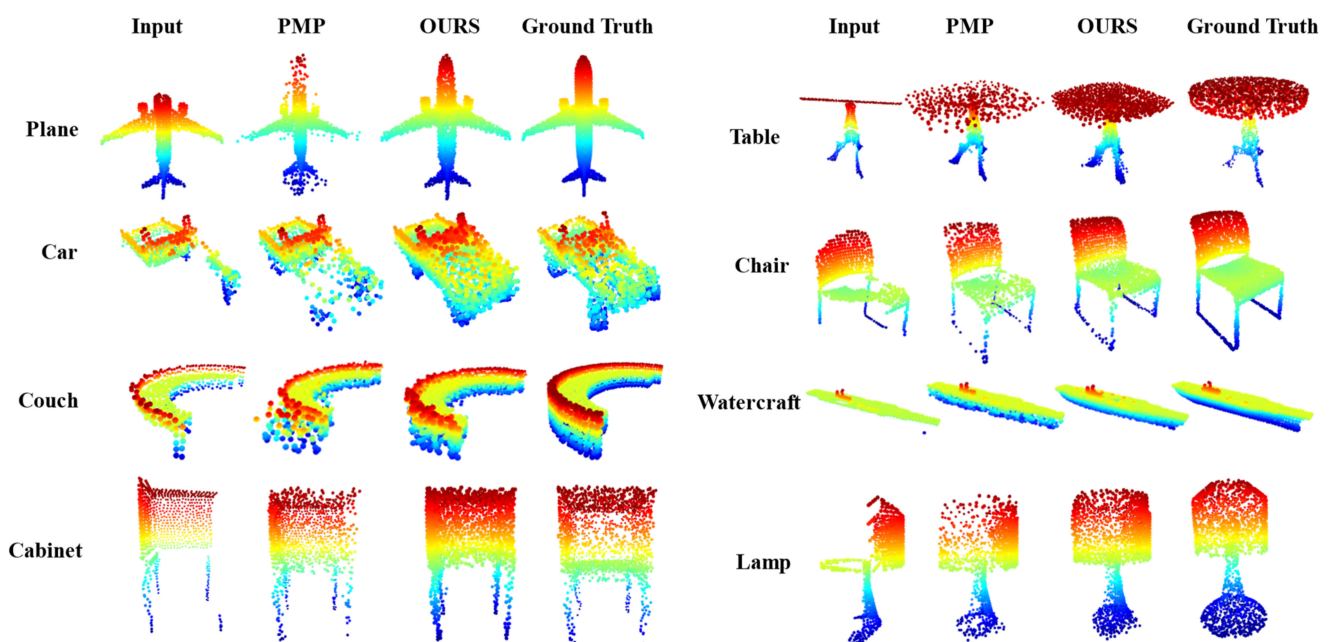 Input PMP OURS Ground Truth
Plane
Car
Couch
Cabinet
Input PMP OURS Ground Truth
Table
Chair
Watercraft
Lamp